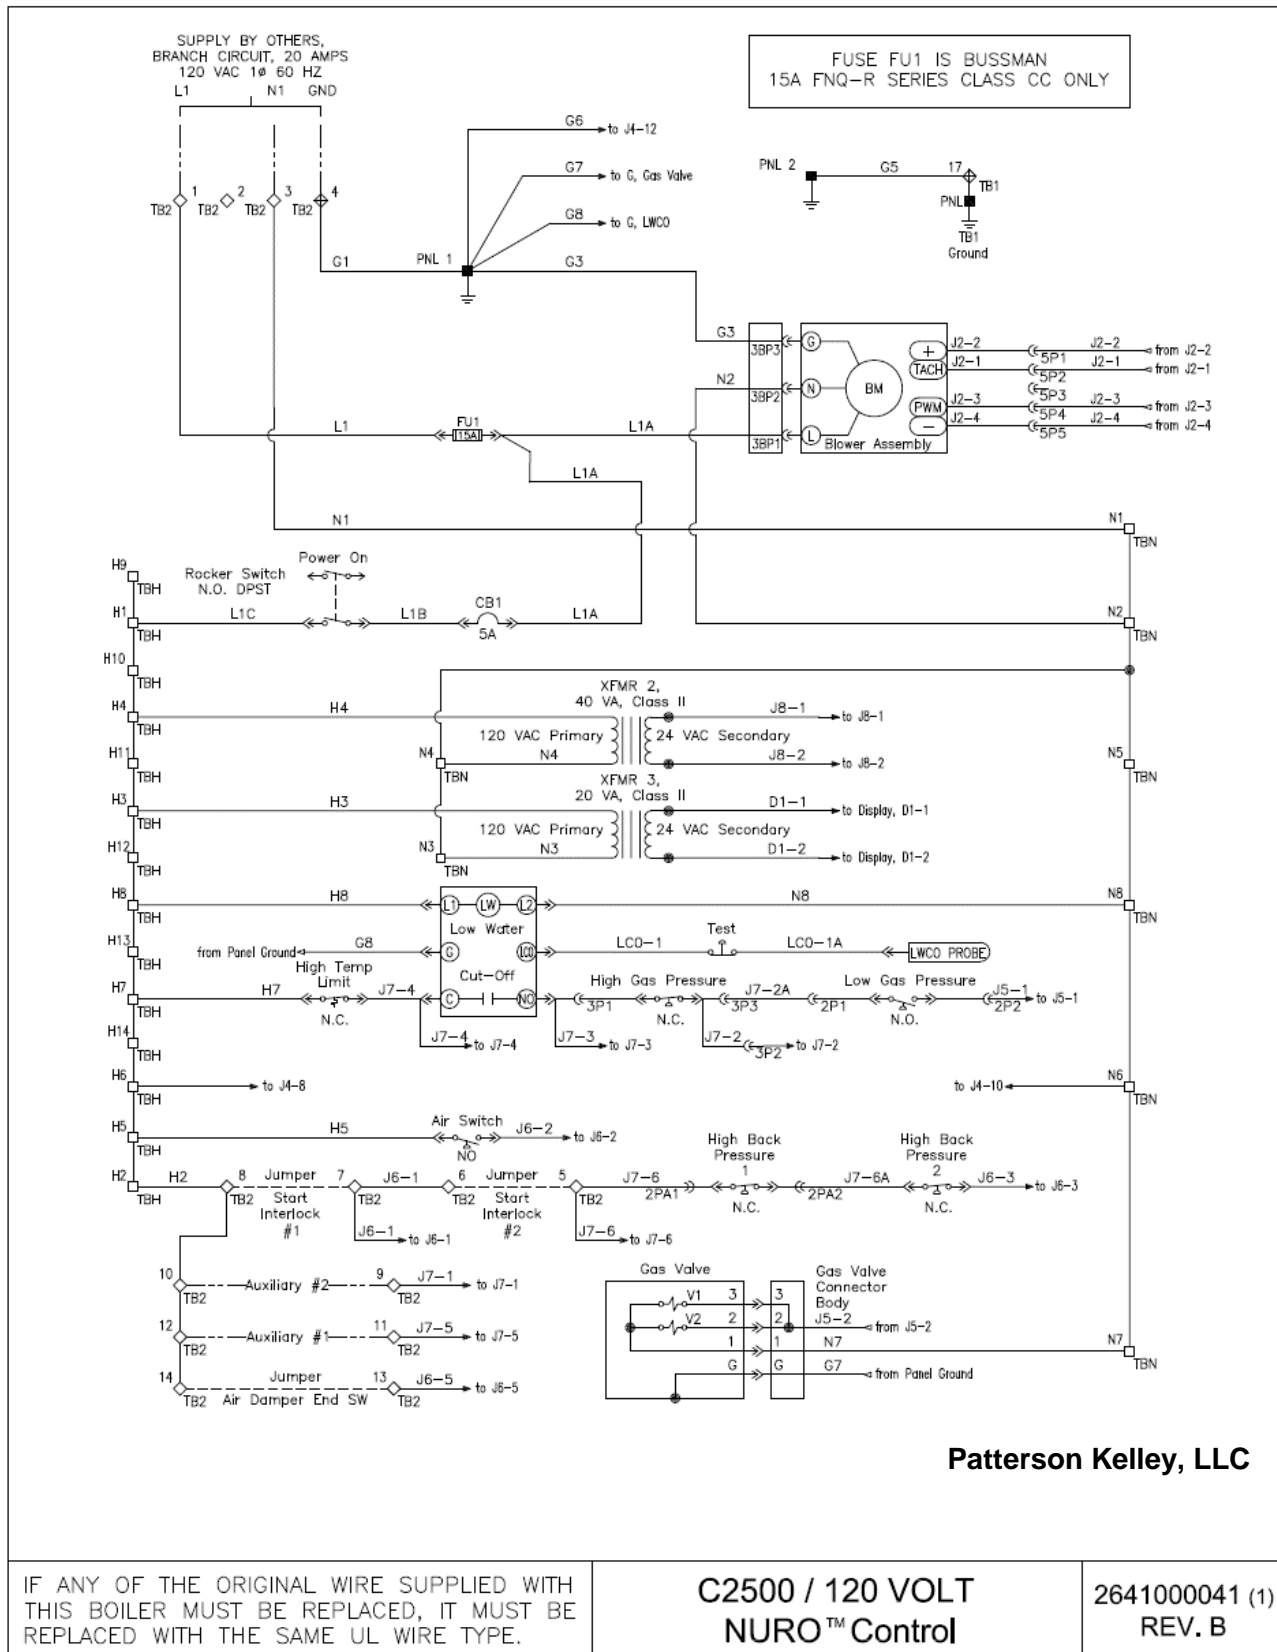 SUPPLY BY OTHERS,
BRANCH CIRCUIT, 20 AMPS
120 VAC 1ø 60 HZ
L1 N1 GND
FUSE FU1 IS BUSSMAN
15A FNQ-R SERIES CLASS CC ONLY
G6 to J4-12
G7 to G, Gas Valve
G8 to G, LWCO
PNL 2 G5 17 TB1
PNL
TB1
Ground
1 2 3 4
TB2 TB2 TB2 TB2
G1 PNL 1 G3
G3 3BP3 G
N2 3BP2 N BM
L1 FU1 15A L1A 3BP1 L
Blower Assembly
+ J2-2 5P1 J2-2 from J2-2
TACH J2-1 5P2 J2-1 from J2-1
5P3
PWM J2-3 5P4 J2-3 from J2-3
− J2-4 5P5 J2-4 from J2-4
L1A
N1 N1 TBN
H9 TBH
Rocker Switch
N.O. DPST
Power On
H1 TBH L1C L1B CB1 5A L1A N2 TBN
H10 TBH
XFMR 2,
40 VA, Class II
H4 TBH H4 J8-1 to J8-1
120 VAC Primary 24 VAC Secondary
H11 TBH N4 TBN N4 J8-2 to J8-2 N5 TBN
XFMR 3,
20 VA, Class II
H3 TBH H3 D1-1 to Display, D1-1
120 VAC Primary 24 VAC Secondary
H12 TBH N3 TBN N3 D1-2 to Display, D1-2
H8 TBH H8 L1 LW L2 N8 N8 TBN
Low Water
H13 TBH from Panel Ground G8 G LCO LCO-1 Test LCO-1A LWCO PROBE
Cut-Off
High Temp
Limit
High Gas Pressure
Low Gas Pressure
H7 TBH H7 N.C. J7-4 C NO 3P1 N.C. 3P3 J7-2A 2P1 N.O. J5-1 2P2 to J5-1
H14 TBH J7-4 to J7-4 J7-3 to J7-3 J7-2 3P2 to J7-2
H6 TBH to J4-8 to J4-10 N6 TBN
H5 TBH H5 Air Switch NO J6-2 to J6-2
High Back
Pressure
1
High Back
Pressure
2
H2 TBH H2 8 TB2 Jumper 7 TB2 J6-1 6 TB2 Jumper 5 TB2 J7-6 2PA1 N.C. 2PA2 J7-6A N.C. J6-3 to J6-3
Start
Interlock
#1
Start
Interlock
#2
J6-1 to J6-1 J7-6 to J7-6
10 TB2 Auxiliary #2 9 TB2 J7-1 to J7-1
12 TB2 Auxiliary #1 11 TB2 J7-5 to J7-5
14 TB2 Jumper 13 TB2 J6-5 to J6-5
Air Damper End SW
Gas Valve
Gas Valve
Connector
Body
V1 3 3
V2 2 2 J5-2 from J5-2
1 1 N7 N7 TBN
G G G7 from Panel Ground
Patterson Kelley, LLC
IF ANY OF THE ORIGINAL WIRE SUPPLIED WITH
THIS BOILER MUST BE REPLACED, IT MUST BE
REPLACED WITH THE SAME UL WIRE TYPE.
C2500 / 120 VOLT
NURO™ Control
2641000041 (1)
REV. B